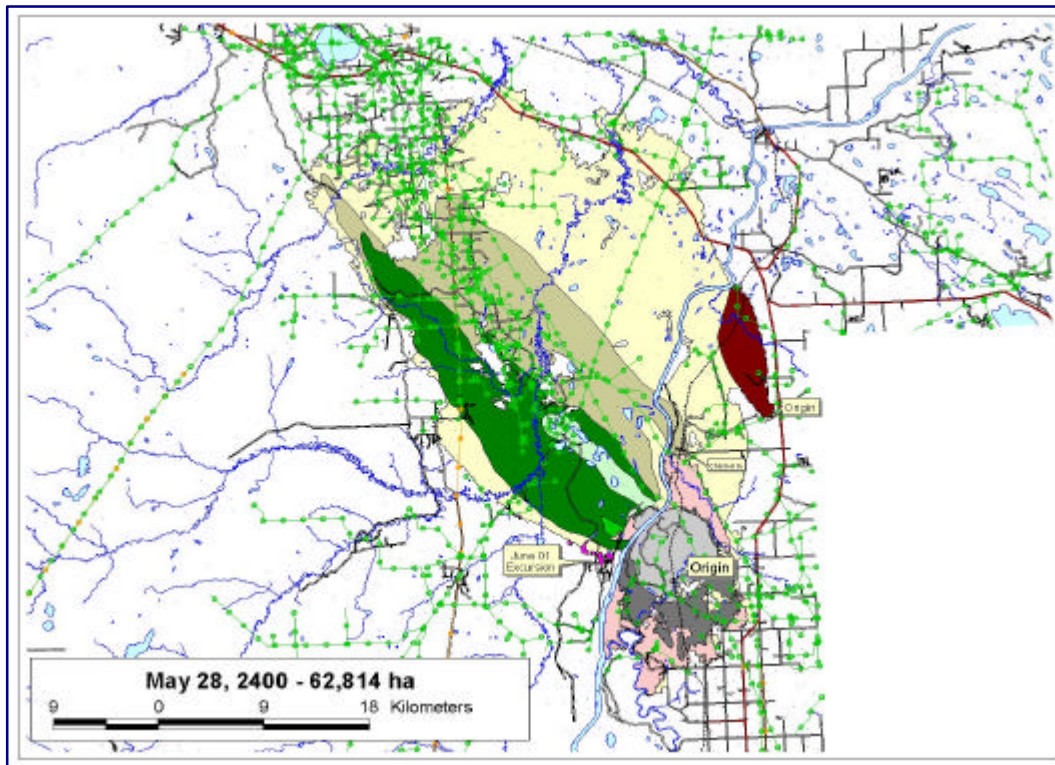 Origin
June 01
Excursion
Origin
May 28, 2400 - 62,814 ha
9 0 9 18 Kilometers